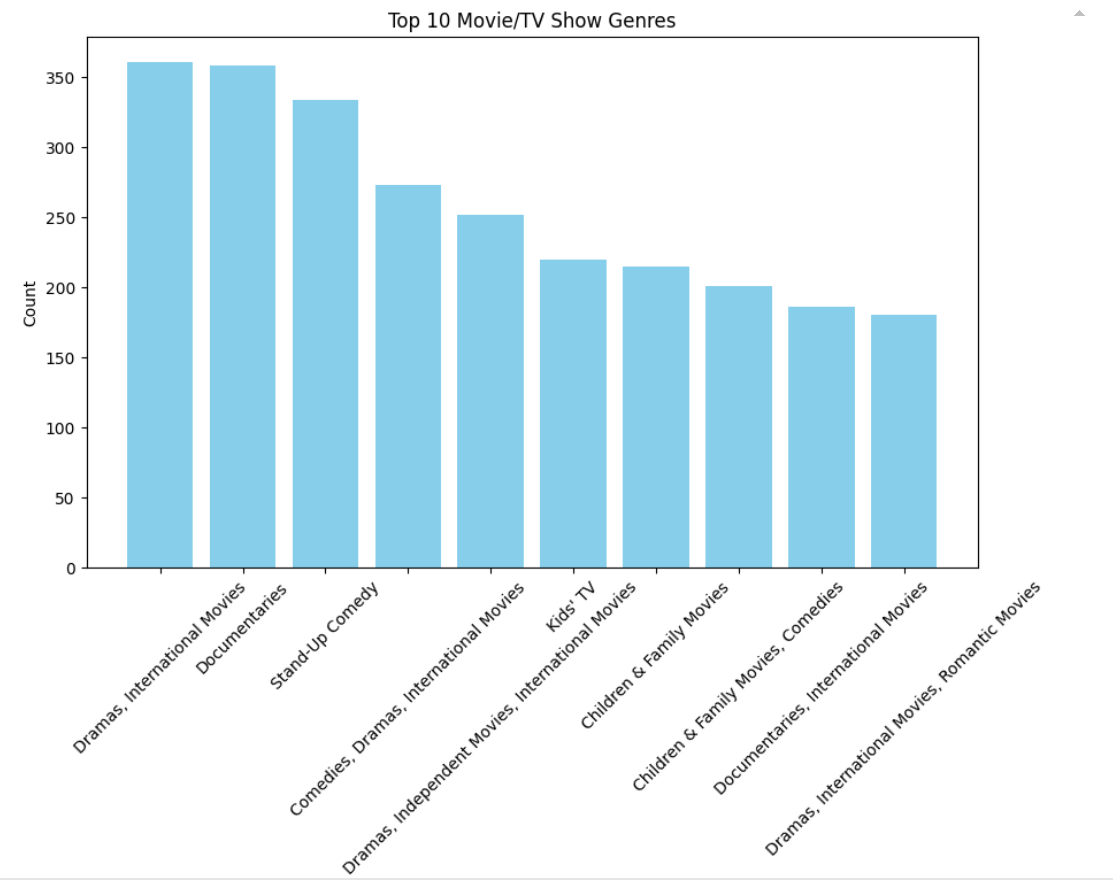 Top 10 Movie/TV Show Genres
350
300
250
200
150
100
50
0
Count
Dramas, International Movies
Documentaries
Stand-Up Comedy
Comedies, Dramas, International Movies
Dramas, Independent Movies, International Movies
Kids' TV
Children & Family Movies
Children & Family Movies, Comedies
Documentaries, International Movies
Dramas, International Movies, Romantic Movies